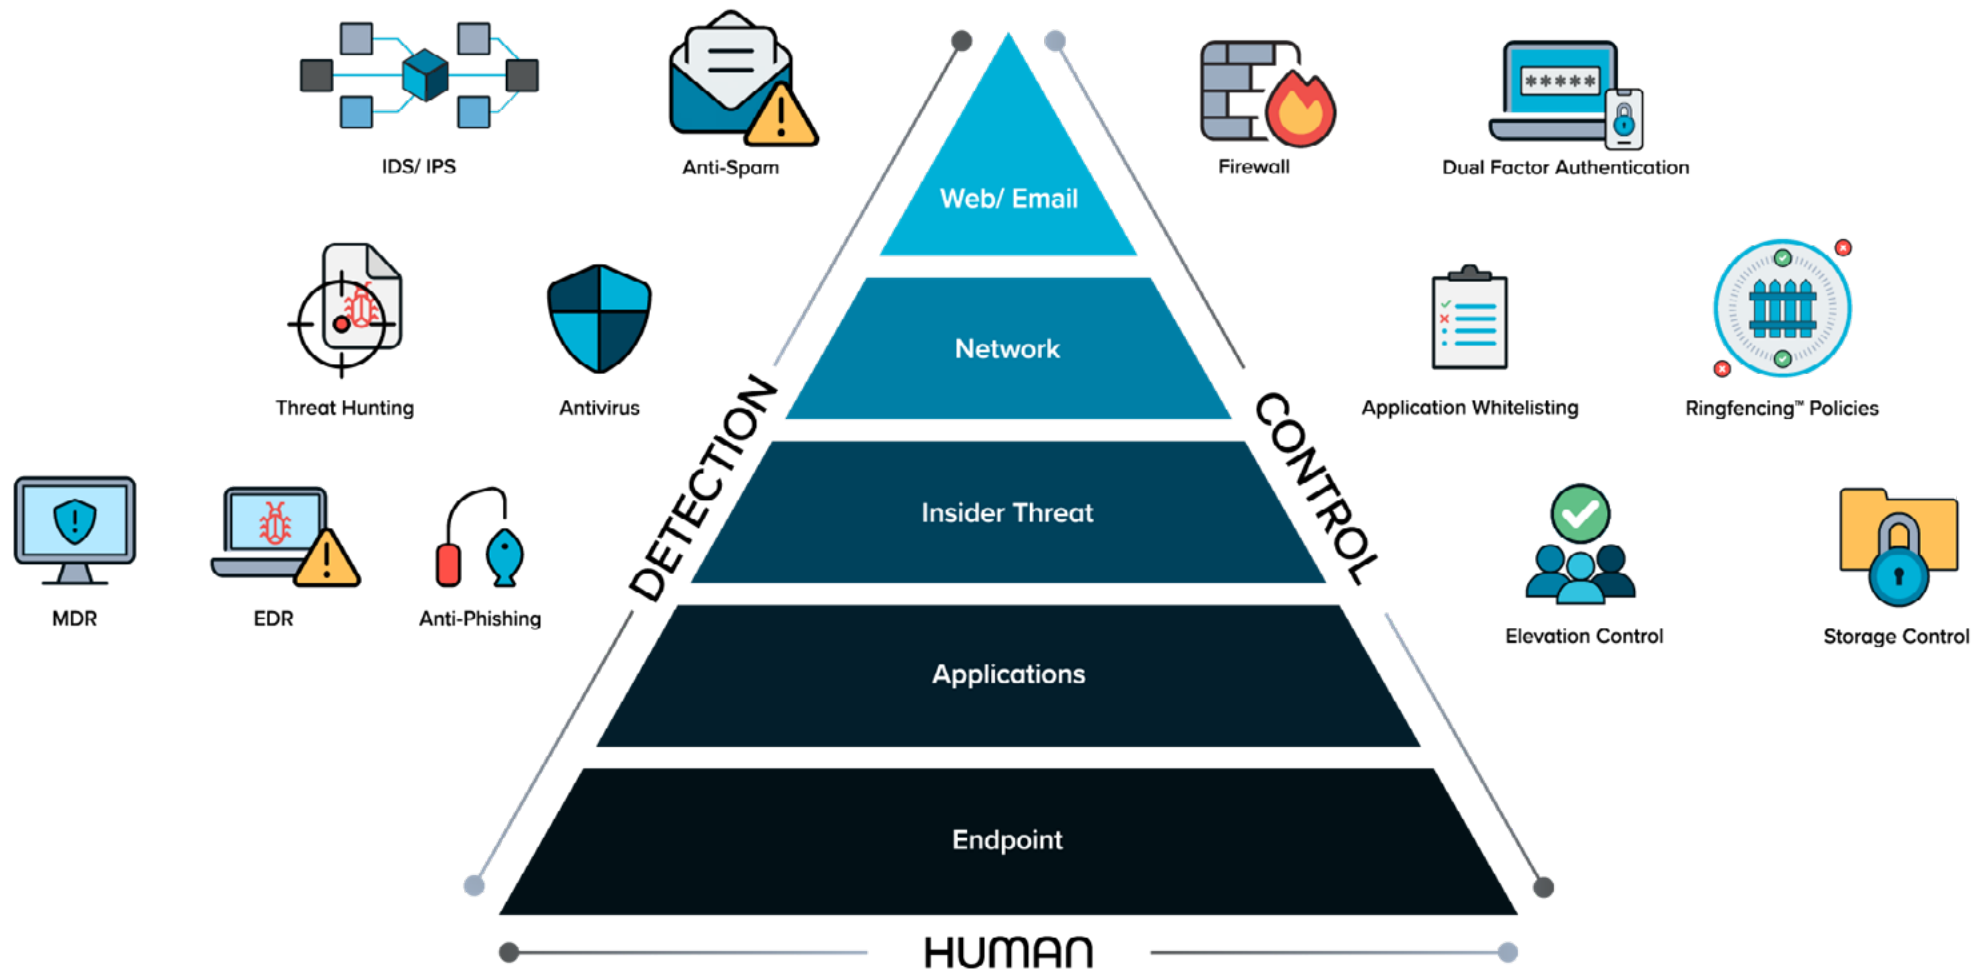 IDS/ IPS
Anti-Spam
Firewall
*****
Dual Factor Authentication
Web/ Email
Threat Hunting
Antivirus
Network
Application Whitelisting
Ringfencing™ Policies
DETECTION
CONTROL
Insider Threat
MDR
EDR
Anti-Phishing
Elevation Control
Storage Control
Applications
Endpoint
HUMAN